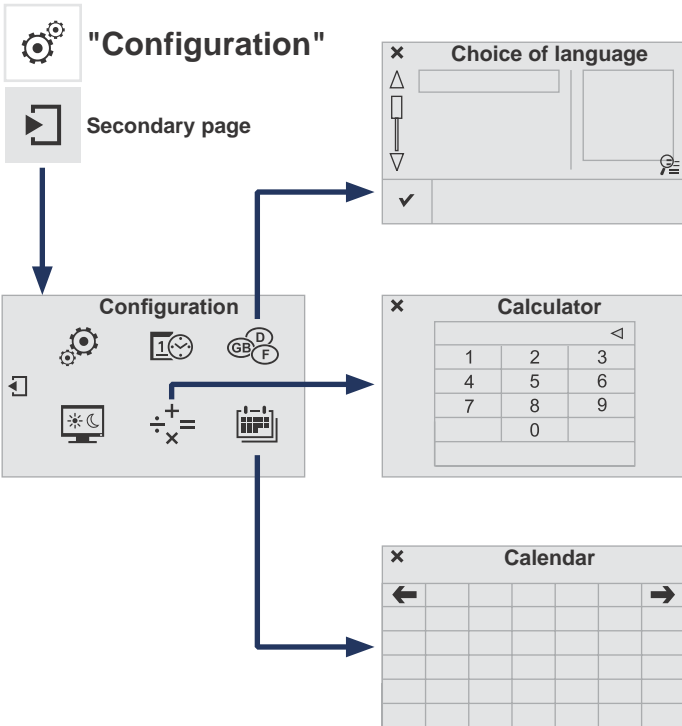 "Configuration"
Secondary page
Choice of language
Configuration
1
GB D F
Calculator
1 2 3
4 5 6
7 8 9
0
Calendar